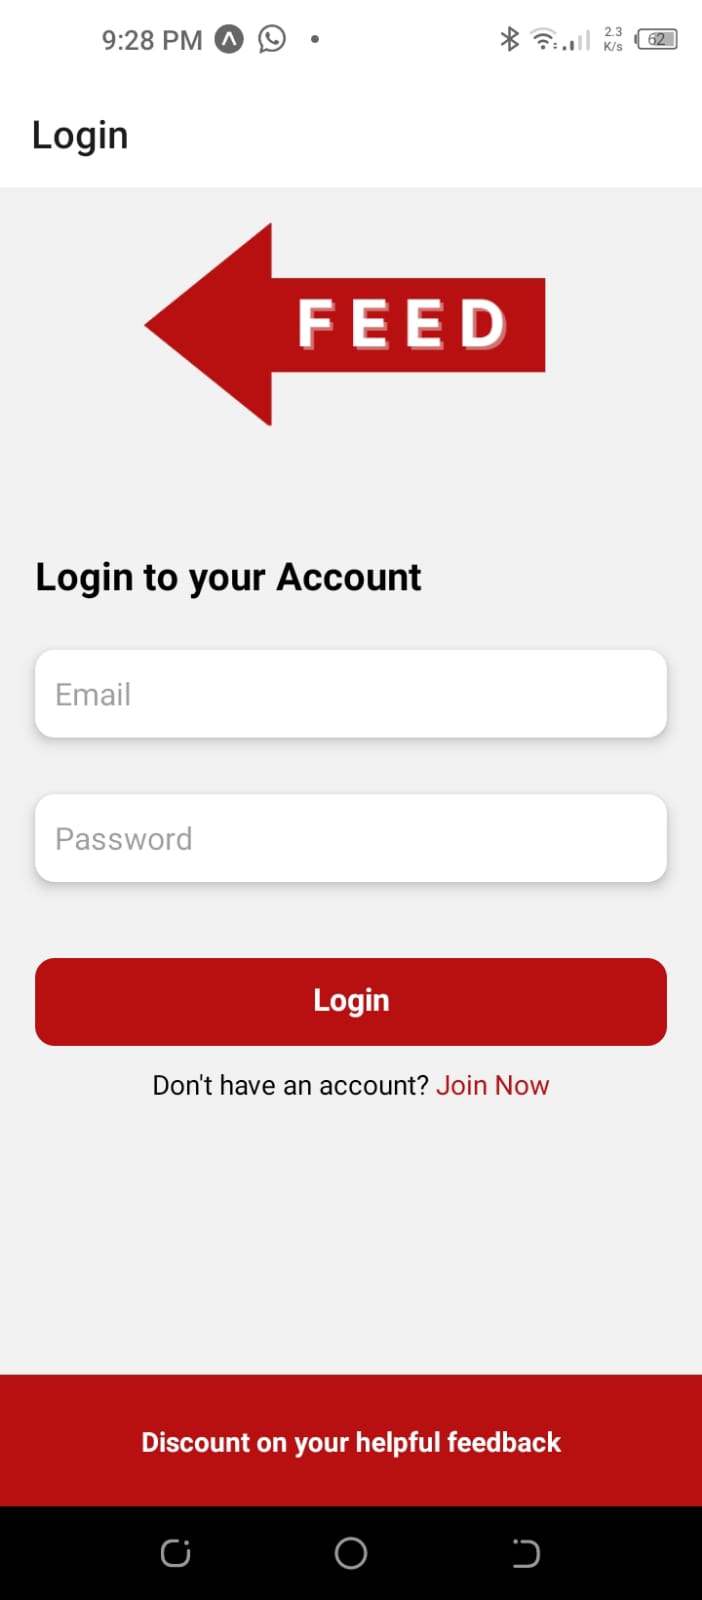 9:28 PM
2.3
K/s
62
Login
FEED
Login to your Account
Email
Password
Login
Don't have an account? Join Now
Discount on your helpful feedback